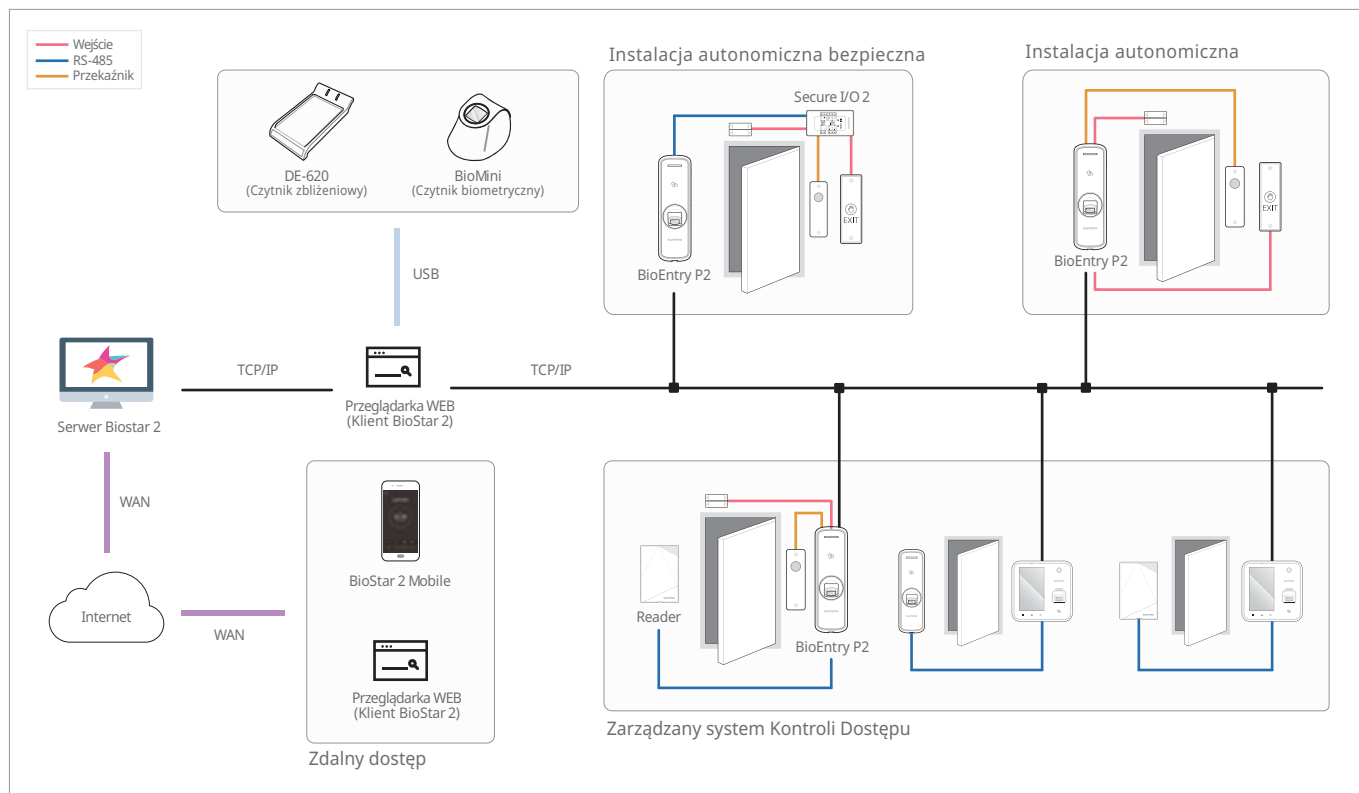 Wejście
RS-485
Przekaźnik
DE-620
(Czytnik zbliżeniowy)
BioMini
(Czytnik biometryczny)
USB
Instalacja autonomiczna bezpieczna
Secure I/O 2
EXIT
BioEntry P2
Instalacja autonomiczna
EXIT
BioEntry P2
Serwer Biostar 2
TCP/IP
Przeglądarka WEB
(Klient BioStar 2)
TCP/IP
WAN
Internet
WAN
BioStar 2 Mobile
Przeglądarka WEB
(Klient BioStar 2)
Zdalny dostęp
Reader
BioEntry P2
Zarządzany system Kontroli Dostępu